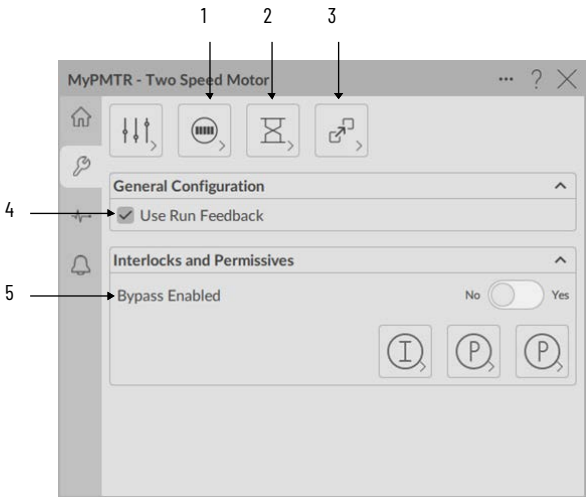 1 2 3
MyPMTR - Two Speed Motor ... ?
General Configuration
4 Use Run Feedback
Interlocks and Permissives
5 Bypass Enabled No Yes
I P P